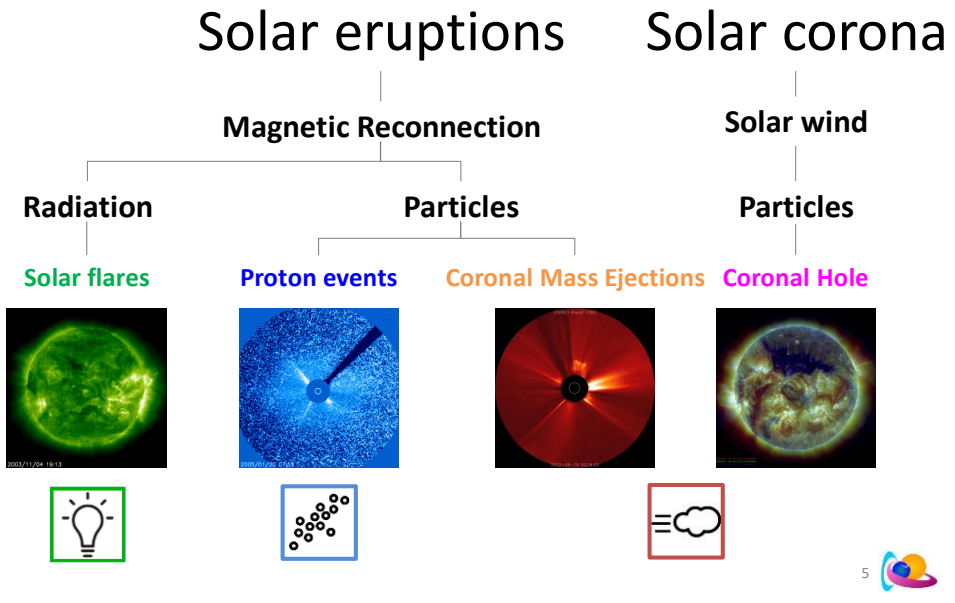 Solar eruptions
Solar corona
Magnetic Reconnection
Solar wind
Radiation
Particles
Particles
Solar flares
Proton events
Coronal Mass Ejections
Coronal Hole
2003/11/04 19:13
5